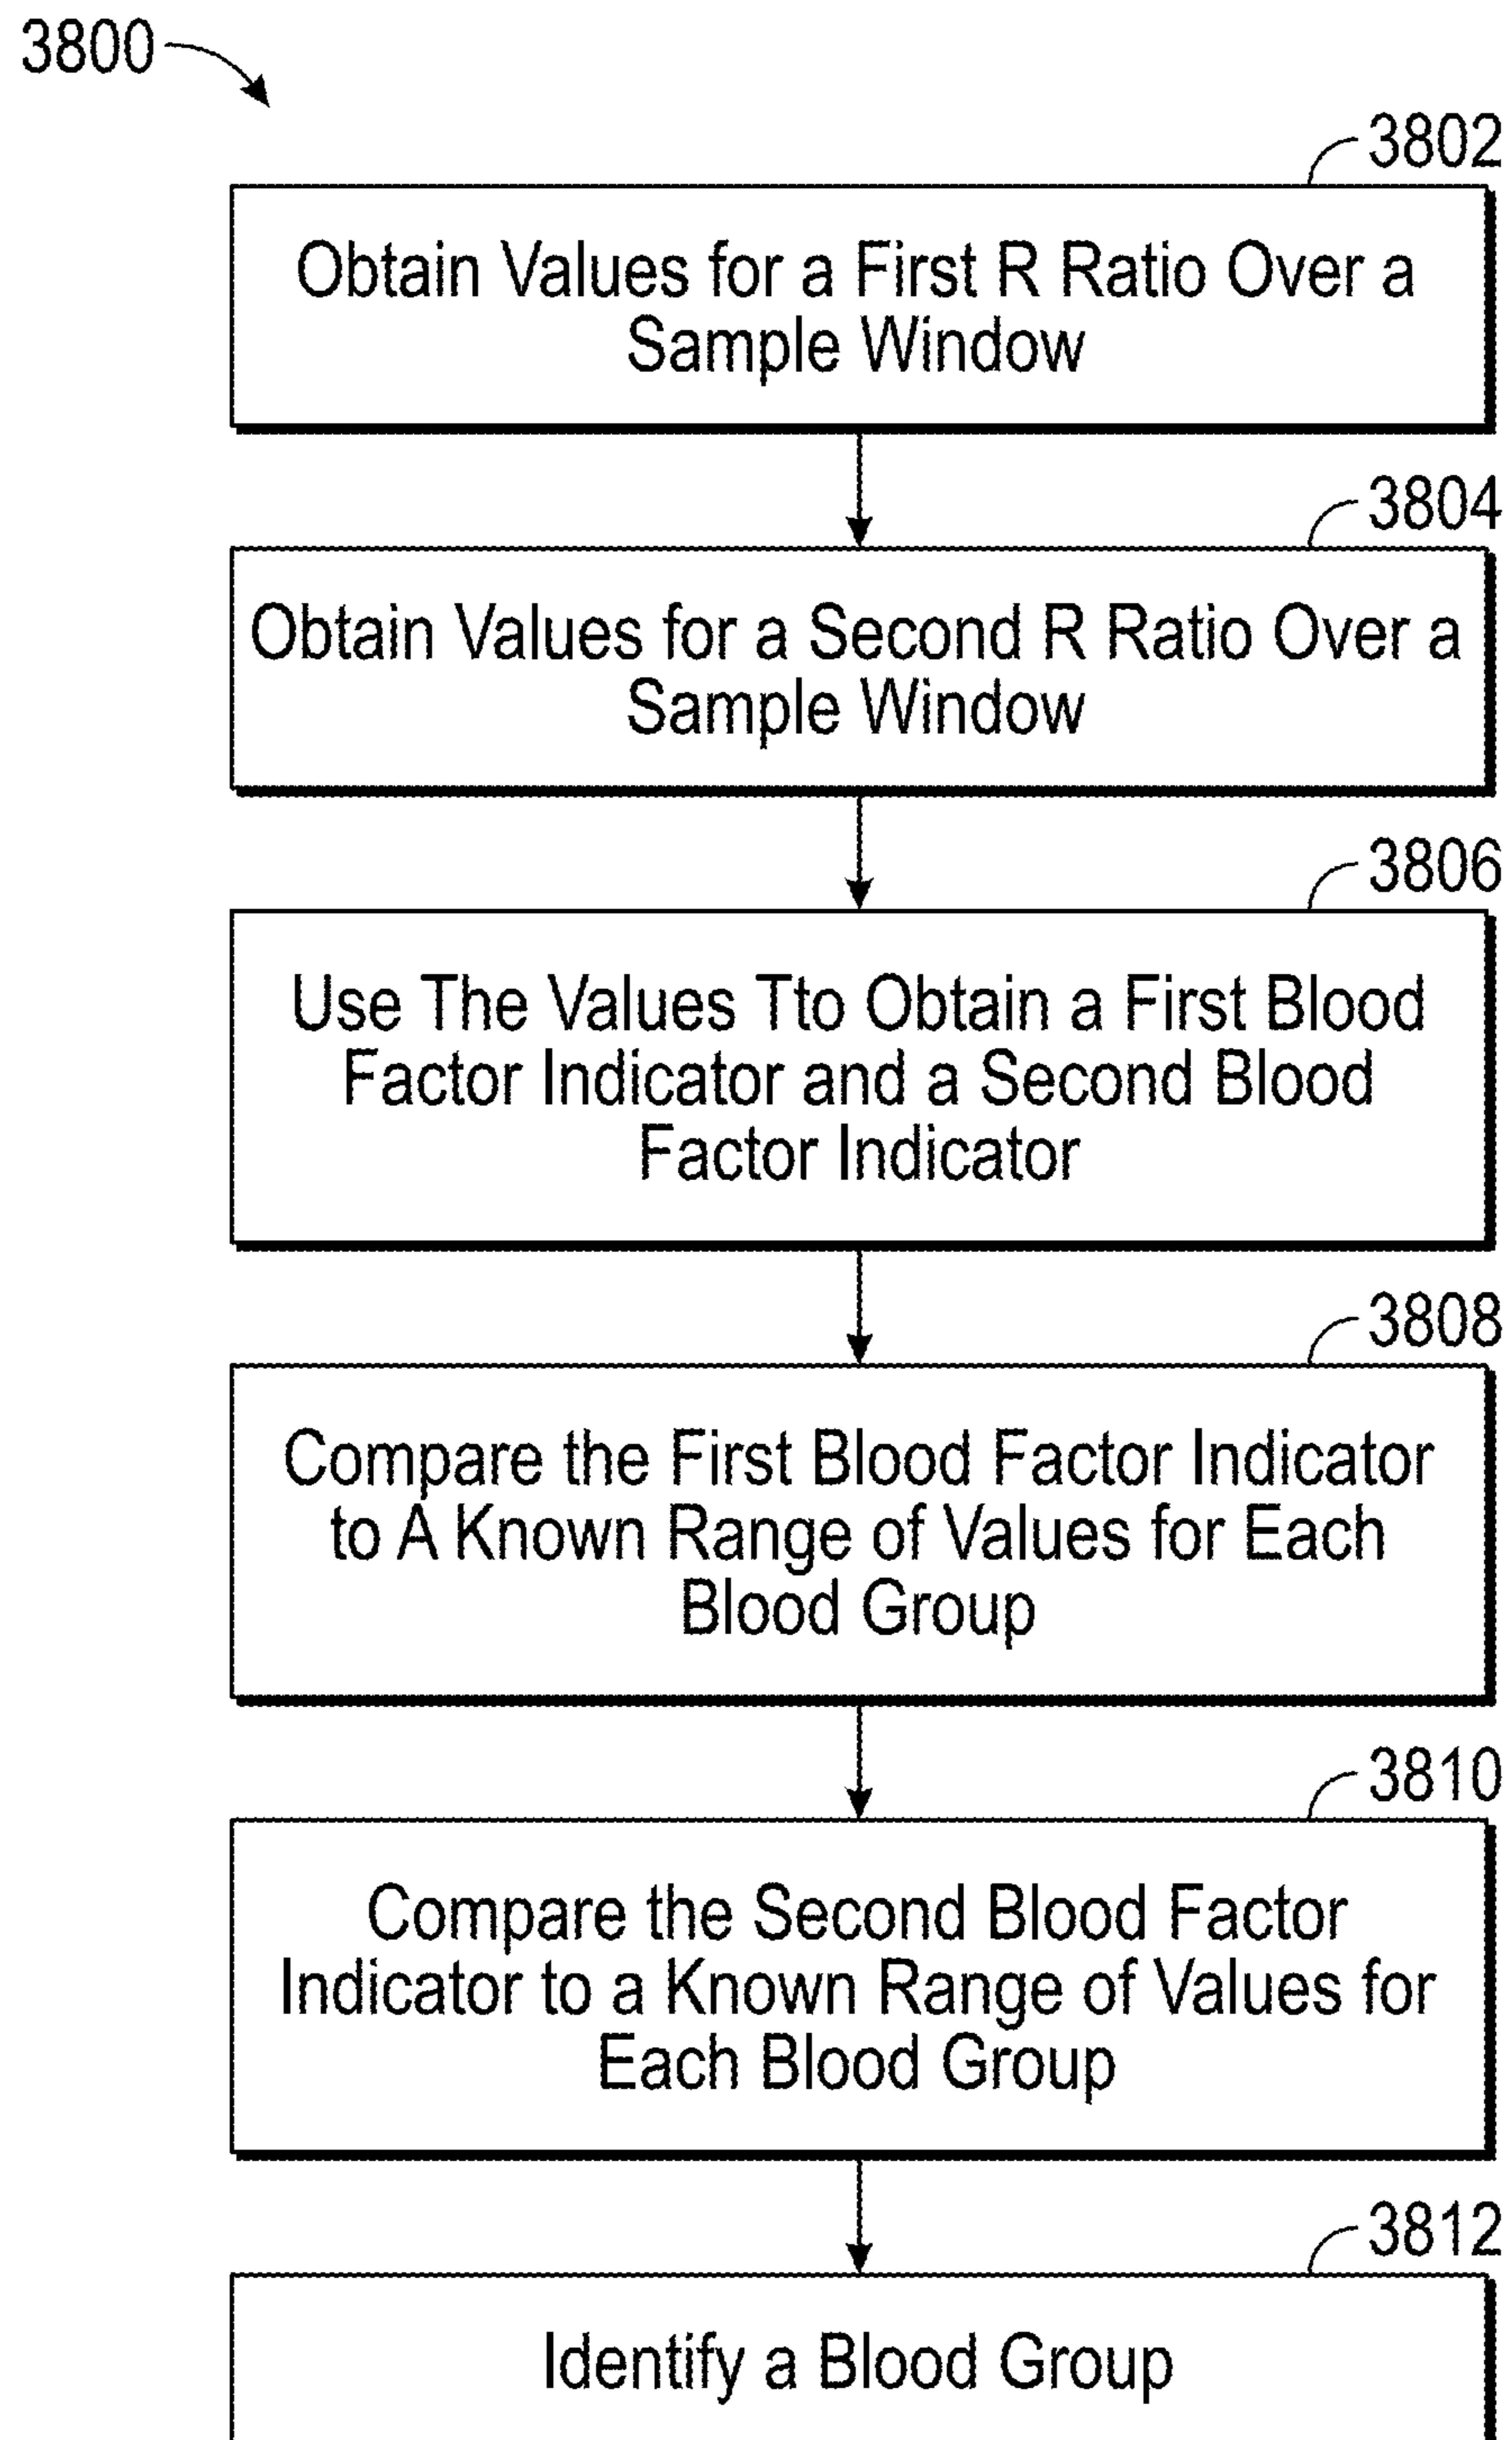 3800
3802
Obtain Values for a First R Ratio Over a
Sample Window
3804
Obtain Values for a Second R Ratio Over a
Sample Window
3806
Use The Values Tto Obtain a First Blood
Factor Indicator and a Second Blood
Factor Indicator
3808
Compare the First Blood Factor Indicator
to A Known Range of Values for Each
Blood Group
3810
Compare the Second Blood Factor
Indicator to a Known Range of Values for
Each Blood Group
3812
Identify a Blood Group